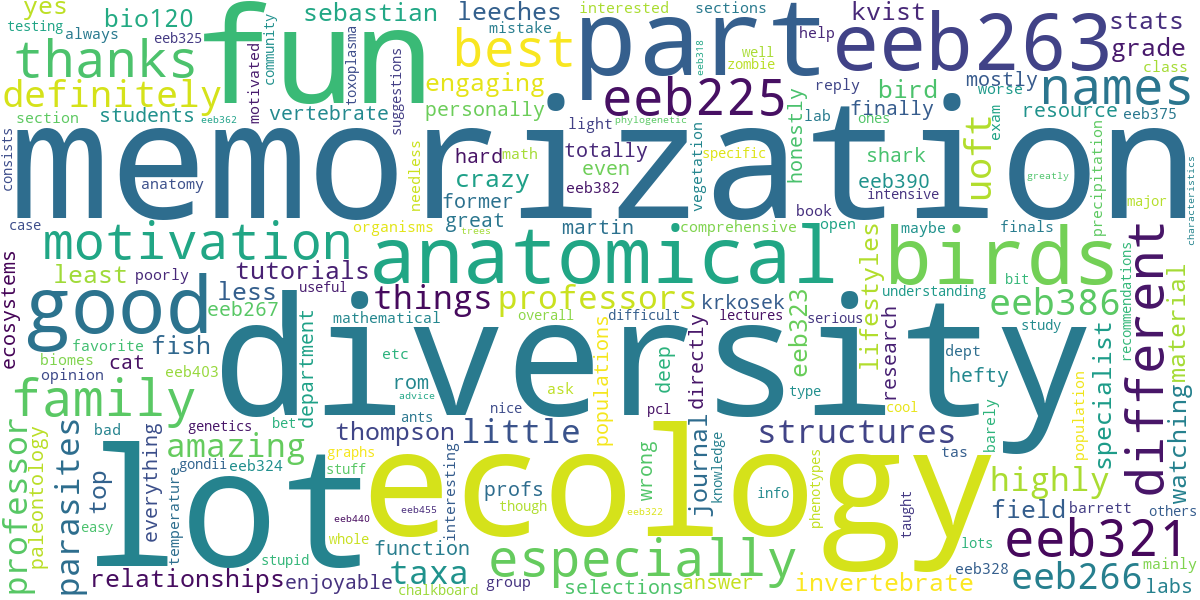 yes
testing
always
bio120
eeb325
thanks
definitely
section
students
eeb362
fun
motivated
community
sebastian
toxoplasma
vertebrate
suggestions
leeches
mistake
best
engaging
personally
part
interested
sections
well
zombie
eeb318
help
kvist
eeb263
stats
grade
class
mostly
worse
names
resource
eeb375
eeb225
reply
bird
finally
exam
uoft
phylogenetic
lab
ones
light
consists
memorization
anatomy
needless
hard
math
crazy
totally
even
eeb382
vegetation
specific
honestly
shark
eeb390
intensive
precipitation
greatly
major
characteristics
case
former
great
organisms
trees
martin
comprehensive
book
open
maybe
finals
motivation
anatomical
birds
lifestyles
bit
recommendations
different
ecosystems
least
poorly
tutorials
useful
things
professors
krkosek
understanding
eeb386
good
less
eeb267
mathematical
overall
difficult
lectures
serious
eeb323
study
favorite
fish
department
diversity
biomes
cat
opinion
eeb403
etc
rom
advice
ask
populations
deep
directly
type
research
dept
hefty
cool
specialist
watching
material
population
family
bet
ants
nice
pcl
professor
paleontology
parasites
bad
genetics
amazing
thompson
little
structures
tas
barely
top
everything
gondii
eeb324
graphs
stuff
lot
ecology
interesting
profs
though
wrong
journal
knowledge
info
phenotypes
taught
highly
field
barrett
others
easy
temperature
eeb440
eeb455
eeb322
whole
stupid
function
especially
lots
eeb321
mainly
relationships
enjoyable
taxa
chalkboard
group
selections
answer
invertebrate
eeb328
eeb266
labs